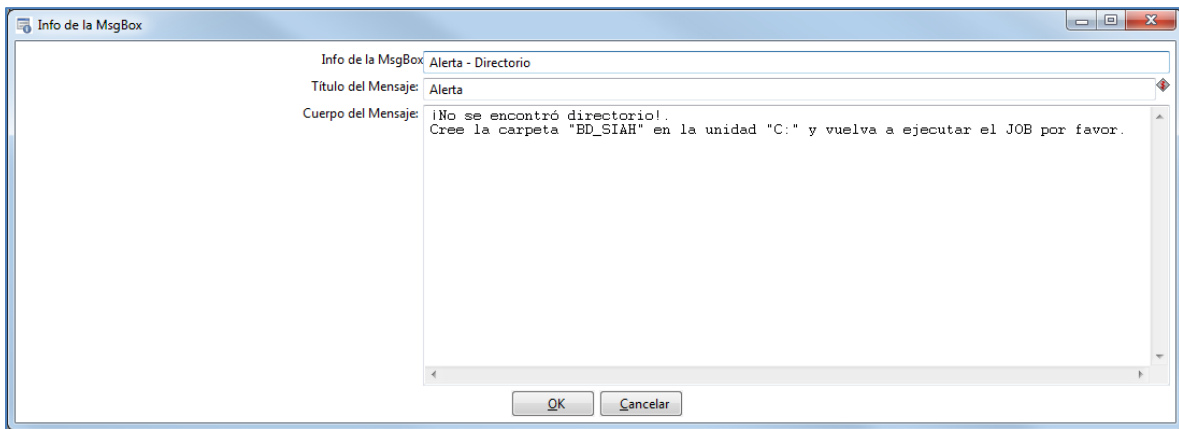 Info de la MsgBox
Info de la MsgBox Alerta - Directorio
Título del Mensaje: Alerta
Cuerpo del Mensaje: ¡No se encontró directorio!.
Cree la carpeta "BD_SIAH" en la unidad "C:" y vuelva a ejecutar el JOB por favor.
OK Cancelar